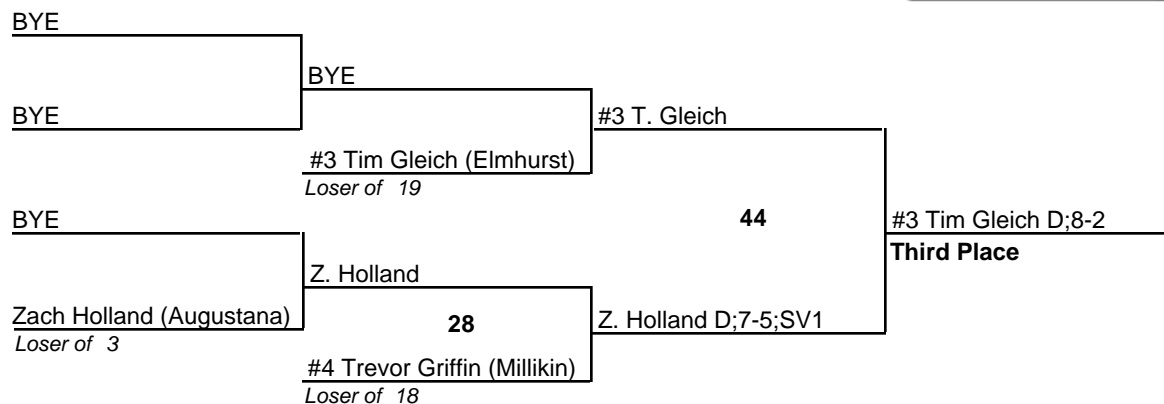 BYE
BYE
BYE
#3 T. Gleich
#3 Tim Gleich (Elmhurst)
Loser of 19
BYE
44
#3 Tim Gleich D;8-2
Third Place
Z. Holland
Zach Holland (Augustana)
Loser of 3
28
Z. Holland D;7-5;SV1
#4 Trevor Griffin (Millikin)
Loser of 18